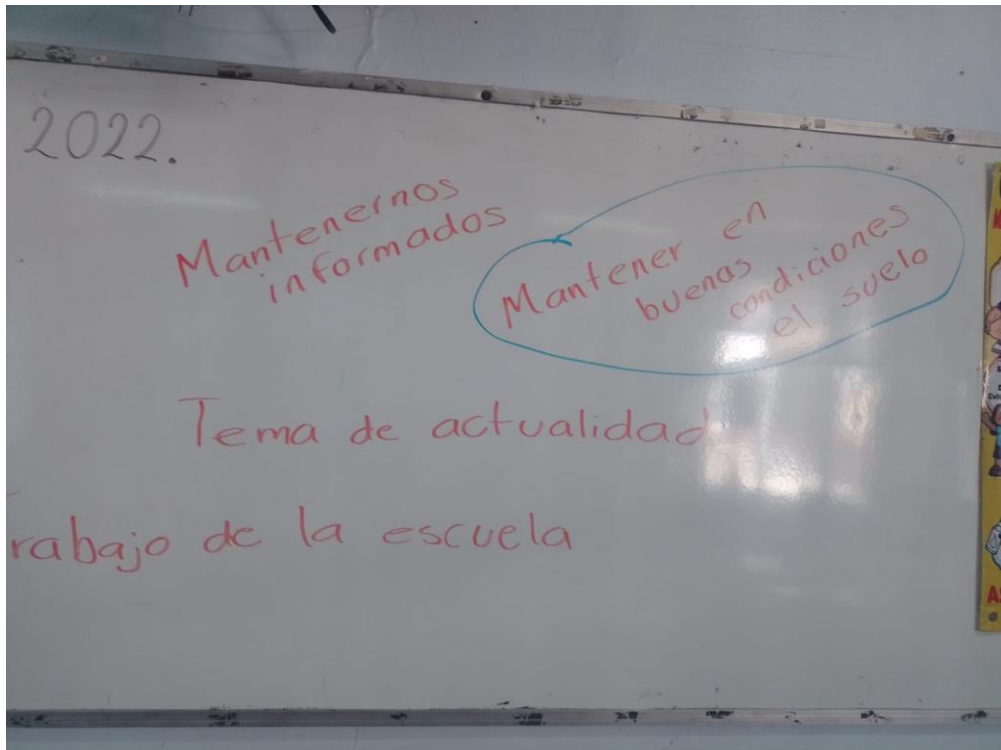 2022.
Mantenernos
informados
Mantener en
buenas
condiciones
el suelo
Tema de actualidad
rabajo de la escuela